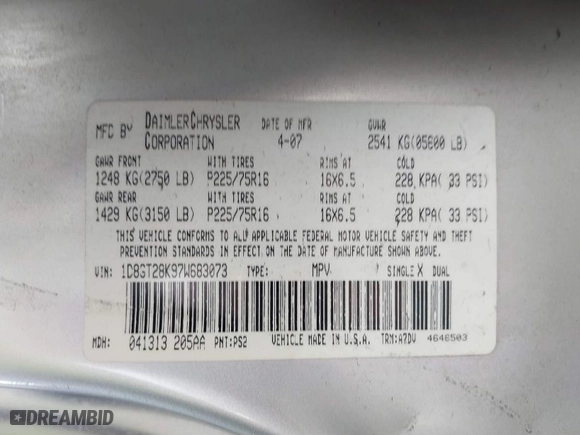 MFC BY DAIMLERCHRYSLER CORPORATION DATE OF MFR 4-07 GVWR 2541 KG(05600 LB)
GAWR FRONT WITH TIRES RIMS AT COLD
1248 KG(2750 LB) P225/75R16 16X6.5 228 KPA( 33 PSI)
GAWR REAR WITH TIRES RIMS AT COLD
1429 KG(3150 LB) P225/75R16 16X6.5 228 KPA( 33 PSI)
THIS VEHICLE CONFORMS TO ALL APPLICABLE FEDERAL MOTOR VEHICLE SAFETY AND THEFT
PREVENTION STANDARDS IN EFFECT ON THE DATE OF MANUFACTURE SHOWN ABOVE.
VIN: 1D8GT28K97W683073 TYPE: MPV SINGLE X DUAL
MDH: 041313 205AA PNT:PS2 VEHICLE MADE IN U.S.A. TRM:A7DV 4648503
DREAMBID